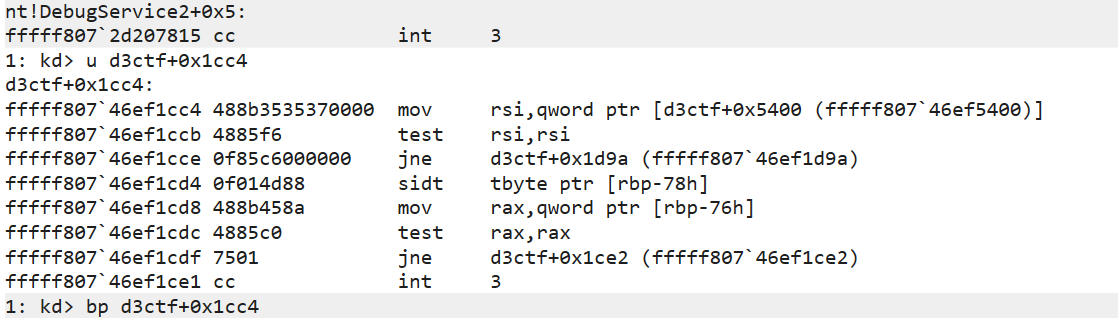 nt!DebugService2+0x5:
fffff807`2d207815 cc int 3
1: kd> u d3ctf+0x1cc4
d3ctf+0x1cc4:
fffff807`46ef1cc4 488b3535370000 mov rsi,qword ptr [d3ctf+0x5400 (fffff807`46ef5400)]
fffff807`46ef1ccb 4885f6 test rsi,rsi
fffff807`46ef1cce 0f85c6000000 jne d3ctf+0x1d9a (fffff807`46ef1d9a)
fffff807`46ef1cd4 0f014d88 sidt tbyte ptr [rbp-78h]
fffff807`46ef1cd8 488b458a mov rax,qword ptr [rbp-76h]
fffff807`46ef1cdc 4885c0 test rax,rax
fffff807`46ef1cdf 7501 jne d3ctf+0x1ce2 (fffff807`46ef1ce2)
fffff807`46ef1ce1 cc int 3
1: kd> bp d3ctf+0x1cc4